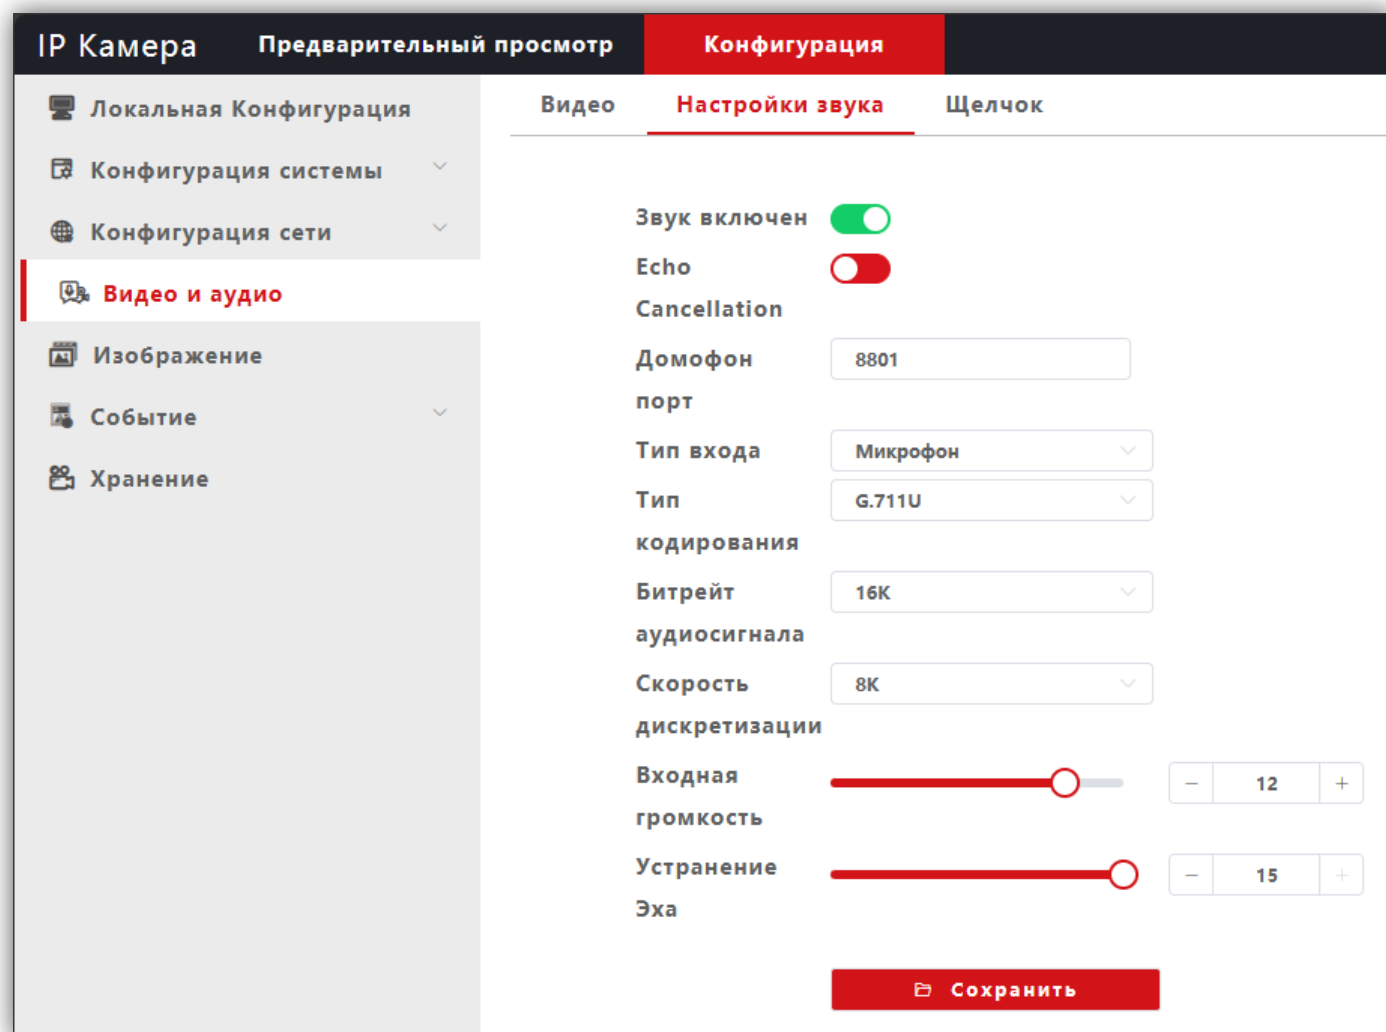 IP Камера Предварительный просмотр Конфигурация
Локальная Конфигурация
Конфигурация системы
Конфигурация сети
Видео и аудио
Изображение
Событие
Хранение
Видео Настройки звука Щелчок
Звук включен
Echo
Cancellation
Домофон
порт
8801
Тип входа
Микрофон
Тип
кодирования
G.711U
Битрейт
аудиосигнала
16K
Скорость
дискретизации
8K
Входная
громкость
− 12 +
Устранение
Эха
− 15 +
Сохранить